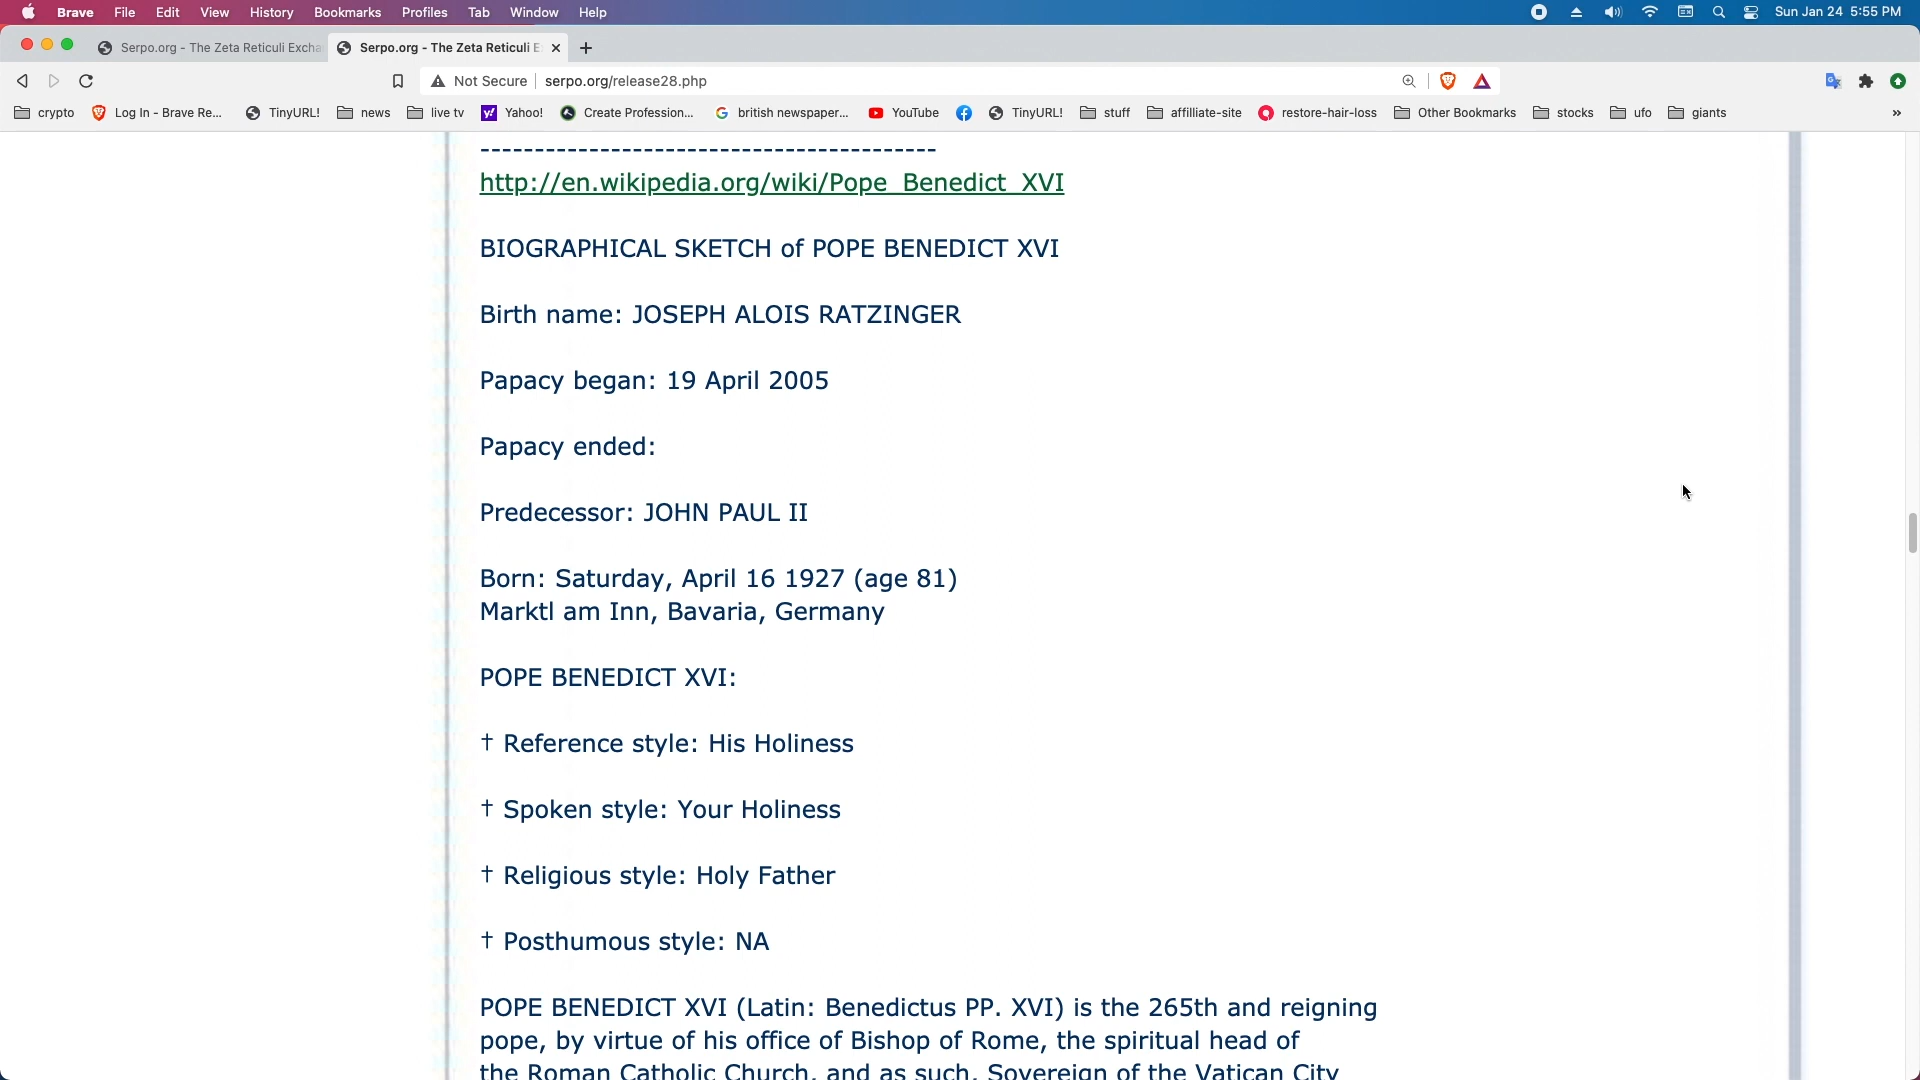 Brave File Edit View History Bookmarks Profiles Tab Window Help Sun Jan 24 5:55 PM
Serpo.org - The Zeta Reticuli Excha Serpo.org - The Zeta Reticuli E
Not Secure serpo.org/release28.php
crypto Log In - Brave Re... TinyURL! news live tv Yahoo! Create Profession... british newspaper... YouTube TinyURL! stuff affilliate-site restore-hair-loss Other Bookmarks stocks ufo giants »
------------------------------------------
http://en.wikipedia.org/wiki/Pope_Benedict_XVI
BIOGRAPHICAL SKETCH of POPE BENEDICT XVI
Birth name: JOSEPH ALOIS RATZINGER
Papacy began: 19 April 2005
Papacy ended:
Predecessor: JOHN PAUL II
Born: Saturday, April 16 1927 (age 81)
Marktl am Inn, Bavaria, Germany
POPE BENEDICT XVI:
† Reference style: His Holiness
† Spoken style: Your Holiness
† Religious style: Holy Father
† Posthumous style: NA
POPE BENEDICT XVI (Latin: Benedictus PP. XVI) is the 265th and reigning
pope, by virtue of his office of Bishop of Rome, the spiritual head of
the Roman Catholic Church, and as such, Sovereign of the Vatican City